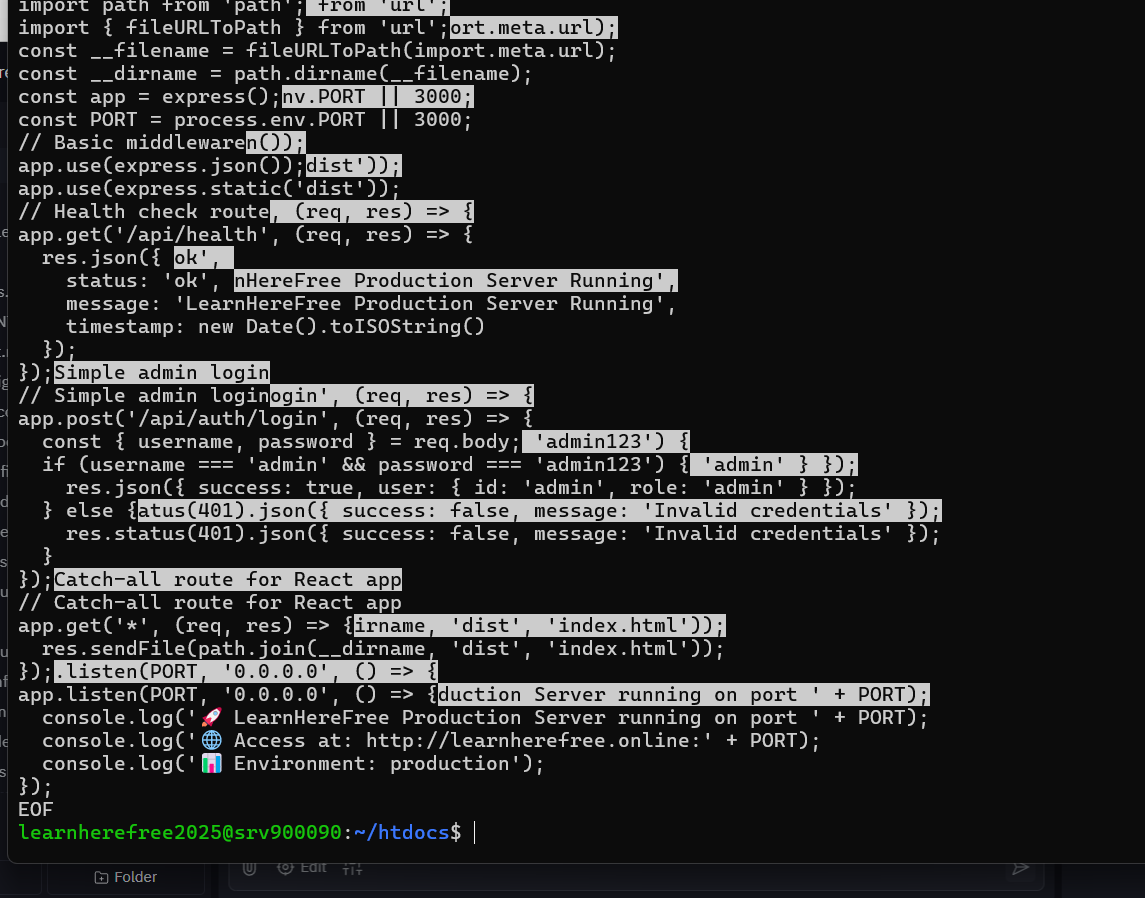 import path from 'path'; from 'url';
import { fileURLToPath } from 'url';ort.meta.url);
const __filename = fileURLToPath(import.meta.url);
const __dirname = path.dirname(__filename);
const app = express();nv.PORT || 3000;
const PORT = process.env.PORT || 3000;
// Basic middlewaren());
app.use(express.json());dist'));
app.use(express.static('dist'));
// Health check route, (req, res) => {
app.get('/api/health', (req, res) => {
  res.json({ ok',
    status: 'ok', nHereFree Production Server Running',
    message: 'LearnHereFree Production Server Running',
    timestamp: new Date().toISOString()
  });
});Simple admin login
// Simple admin loginogin', (req, res) => {
app.post('/api/auth/login', (req, res) => {
  const { username, password } = req.body; 'admin123') {
  if (username === 'admin' && password === 'admin123') { 'admin' } });
    res.json({ success: true, user: { id: 'admin', role: 'admin' } });
  } else {atus(401).json({ success: false, message: 'Invalid credentials' });
    res.status(401).json({ success: false, message: 'Invalid credentials' });
  }
});Catch-all route for React app
// Catch-all route for React app
app.get('*', (req, res) => {irname, 'dist', 'index.html'));
  res.sendFile(path.join(__dirname, 'dist', 'index.html'));
});.listen(PORT, '0.0.0.0', () => {
app.listen(PORT, '0.0.0.0', () => {duction Server running on port ' + PORT);
  console.log('🚀 LearnHereFree Production Server running on port ' + PORT);
  console.log('🌐 Access at: http://learnherefree.online:' + PORT);
  console.log('📊 Environment: production');
});
EOF
learnherefree2025@srv900090:~/htdocs$
Folder
Edit